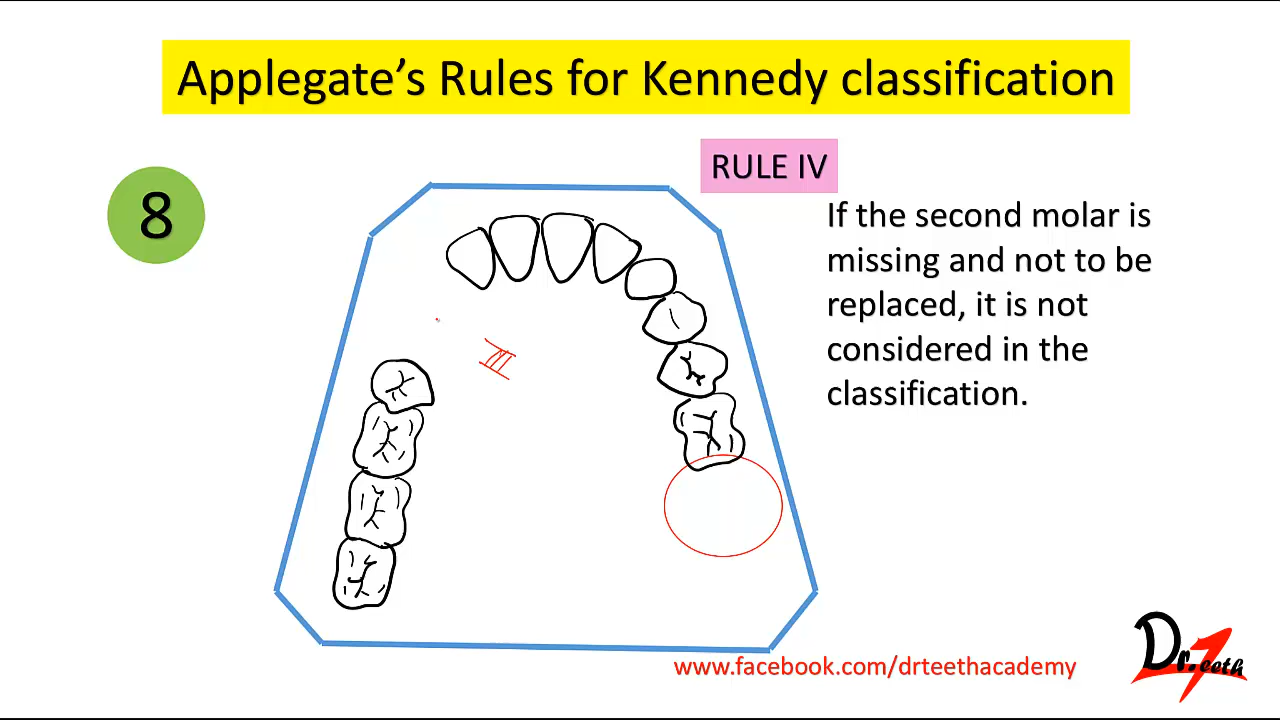 Applegate's Rules for Kennedy classification
8
RULE IV
If the second molar is
missing and not to be
replaced, it is not
considered in the
classification.
III
www.facebook.com/drteethacademy
Dr.Teeth